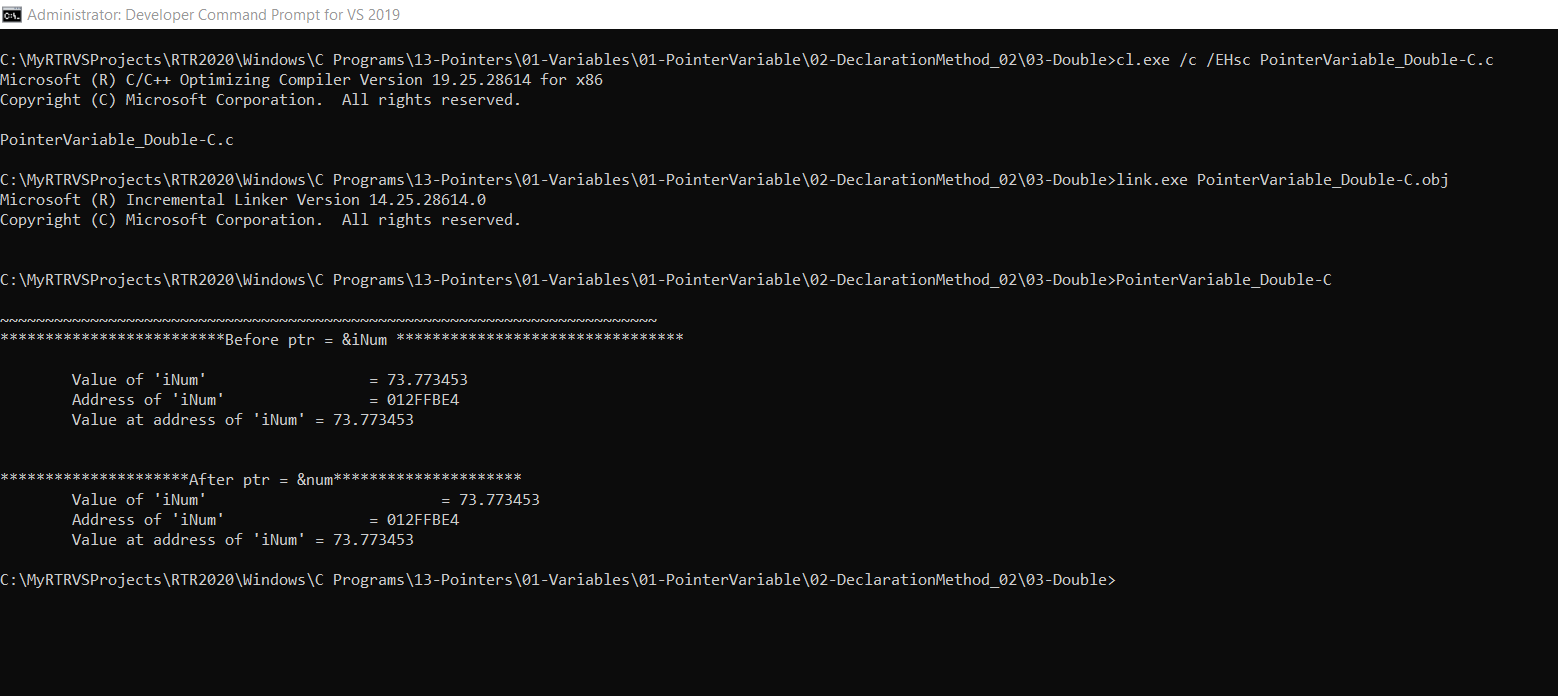 Administrator: Developer Command Prompt for VS 2019
C:\MyRTRVSProjects\RTR2020\Windows\C Programs\13-Pointers\01-Variables\01-PointerVariable\02-DeclarationMethod_02\03-Double>cl.exe /c /EHsc PointerVariable_Double-C.c
Microsoft (R) C/C++ Optimizing Compiler Version 19.25.28614 for x86
Copyright (C) Microsoft Corporation.  All rights reserved.
PointerVariable_Double-C.c
C:\MyRTRVSProjects\RTR2020\Windows\C Programs\13-Pointers\01-Variables\01-PointerVariable\02-DeclarationMethod_02\03-Double>link.exe PointerVariable_Double-C.obj
Microsoft (R) Incremental Linker Version 14.25.28614.0
Copyright (C) Microsoft Corporation.  All rights reserved.
C:\MyRTRVSProjects\RTR2020\Windows\C Programs\13-Pointers\01-Variables\01-PointerVariable\02-DeclarationMethod_02\03-Double>PointerVariable_Double-C
~~~~~~~~~~~~~~~~~~~~~~~~~~~~~~~~~~~~~~~~~~~~~~~~~~~~~~~~~~~~~~~~~~~~~~~~~
*************************Before ptr = &iNum ********************************
Value of 'iNum'                  = 73.773453
Address of 'iNum'                = 012FFBE4
Value at address of 'iNum' = 73.773453
*********************After ptr = &num*********************
Value of 'iNum'                          = 73.773453
Address of 'iNum'                = 012FFBE4
Value at address of 'iNum' = 73.773453
C:\MyRTRVSProjects\RTR2020\Windows\C Programs\13-Pointers\01-Variables\01-PointerVariable\02-DeclarationMethod_02\03-Double>